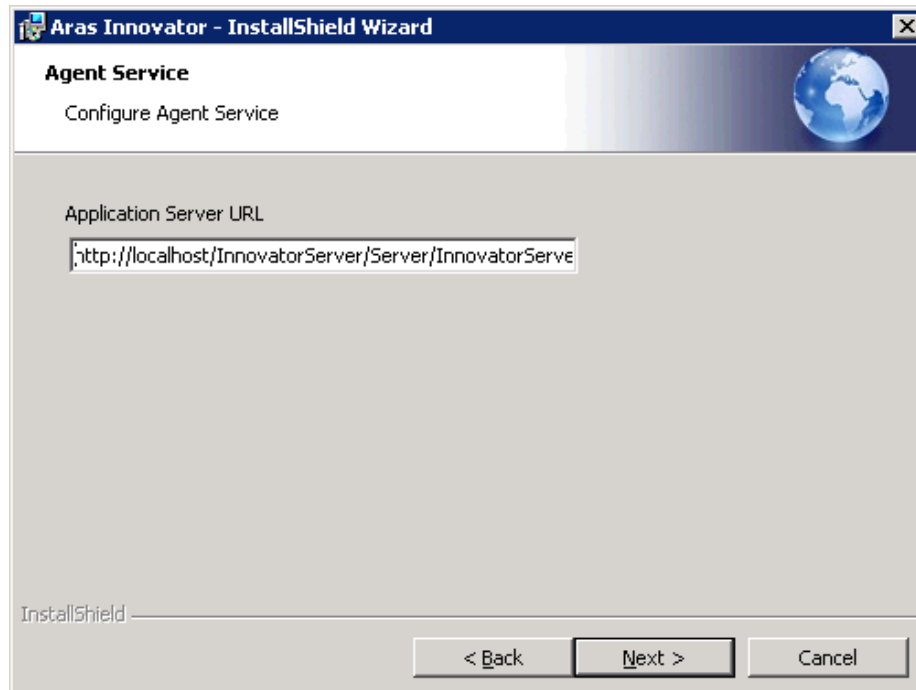 Aras Innovator - InstallShield Wizard
Agent Service
Configure Agent Service
Application Server URL
http://localhost/InnovatorServer/Server/InnovatorServe
InstallShield
< Back
Next >
Cancel